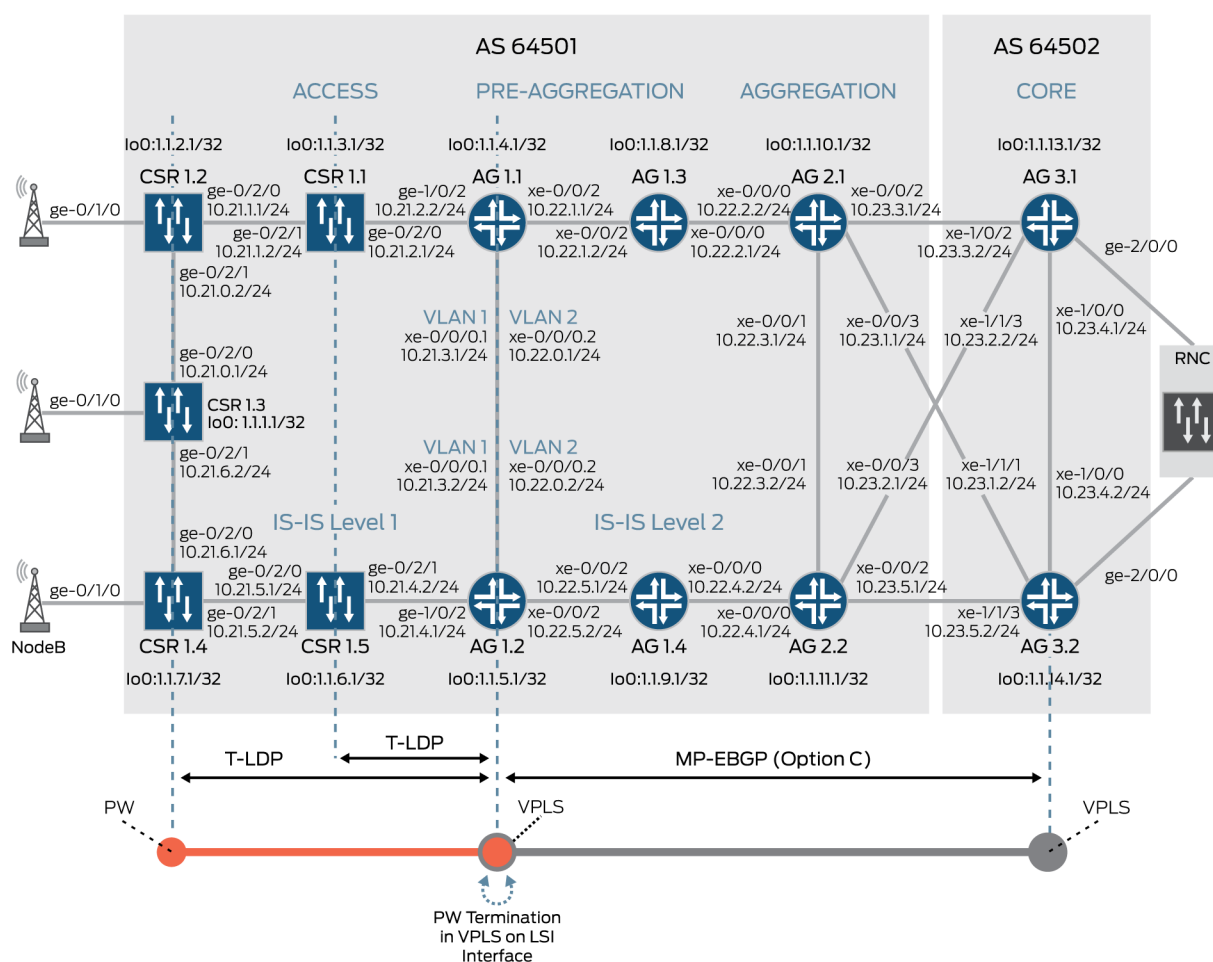 AS 64501
AS 64502
ACCESS
PRE-AGGREGATION
AGGREGATION
CORE
lo0:1.1.2.1/32
lo0:1.1.3.1/32
lo0:1.1.4.1/32
lo0:1.1.8.1/32
lo0:1.1.10.1/32
lo0:1.1.13.1/32
CSR 1.2
CSR 1.1
AG 1.1
AG 1.3
AG 2.1
AG 3.1
ge-0/1/0
ge-0/2/0
10.21.1.1/24
ge-0/2/1
10.21.1.2/24
ge-1/0/2
10.21.2.2/24
ge-0/2/0
10.21.2.1/24
xe-0/0/2
10.22.1.1/24
xe-0/0/2
10.22.1.2/24
xe-0/0/0
10.22.2.2/24
xe-0/0/0
10.22.2.1/24
xe-0/0/2
10.23.3.1/24
xe-1/0/2
10.23.3.2/24
ge-2/0/0
ge-0/2/1
10.21.0.2/24
VLAN 1
xe-0/0/0.1
10.21.3.1/24
VLAN 2
xe-0/0/0.2
10.22.0.1/24
xe-0/0/1
10.22.3.1/24
xe-0/0/3
10.23.1.1/24
xe-1/1/3
10.23.2.2/24
xe-1/0/0
10.23.4.1/24
RNC
ge-0/2/0
10.21.0.1/24
ge-0/1/0
CSR 1.3
lo0: 1.1.1.1/32
ge-0/2/1
10.21.6.2/24
VLAN 1
xe-0/0/0.1
10.21.3.2/24
VLAN 2
xe-0/0/0.2
10.22.0.2/24
xe-0/0/1
10.22.3.2/24
xe-0/0/3
10.23.2.1/24
xe-1/1/1
10.23.1.2/24
xe-1/0/0
10.23.4.2/24
IS-IS Level 1
IS-IS Level 2
ge-0/2/0
10.21.6.1/24
ge-0/1/0
ge-0/2/0
10.21.5.1/24
ge-0/2/1
10.21.5.2/24
ge-0/2/1
10.21.4.2/24
ge-1/0/2
10.21.4.1/24
xe-0/0/2
10.22.5.1/24
xe-0/0/2
10.22.5.2/24
xe-0/0/0
10.22.4.2/24
xe-0/0/0
10.22.4.1/24
xe-0/0/2
10.23.5.1/24
xe-1/1/3
10.23.5.2/24
ge-2/0/0
NodeB
CSR 1.4
CSR 1.5
AG 1.2
AG 1.4
AG 2.2
AG 3.2
lo0:1.1.7.1/32
lo0:1.1.6.1/32
lo0:1.1.5.1/32
lo0:1.1.9.1/32
lo0:1.1.11.1/32
lo0:1.1.14.1/32
T-LDP
T-LDP
MP-EBGP (Option C)
PW
VPLS
VPLS
PW Termination
in VPLS on LSI
Interface